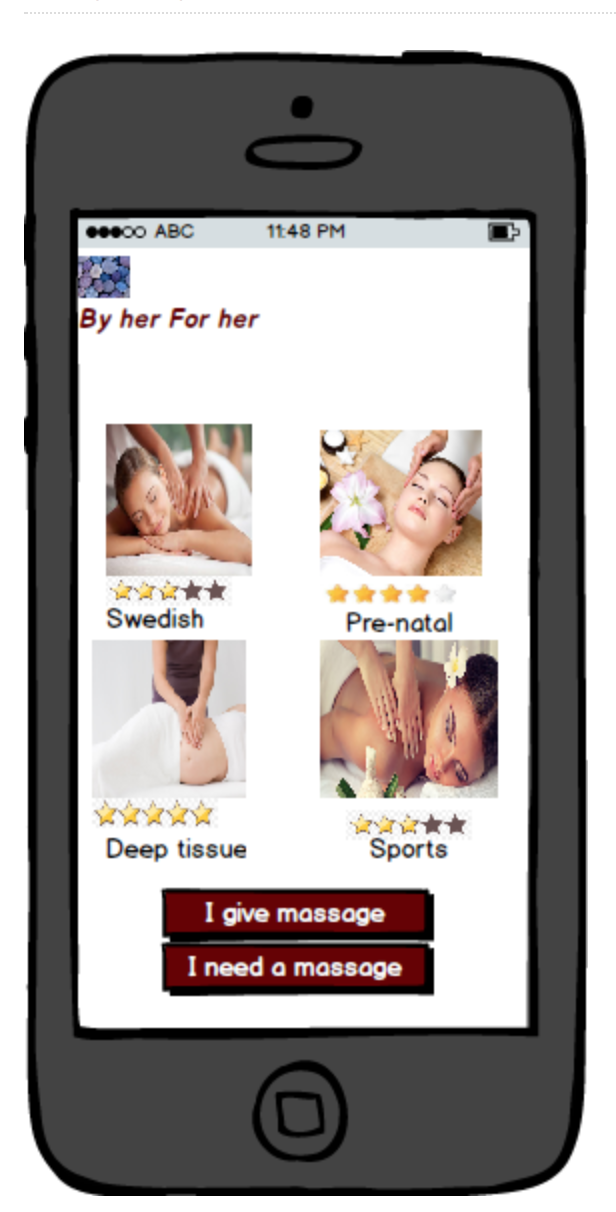 ABC 11:48 PM
By her For her
Swedish
Pre-natal
Deep tissue
Sports
I give massage
I need a massage